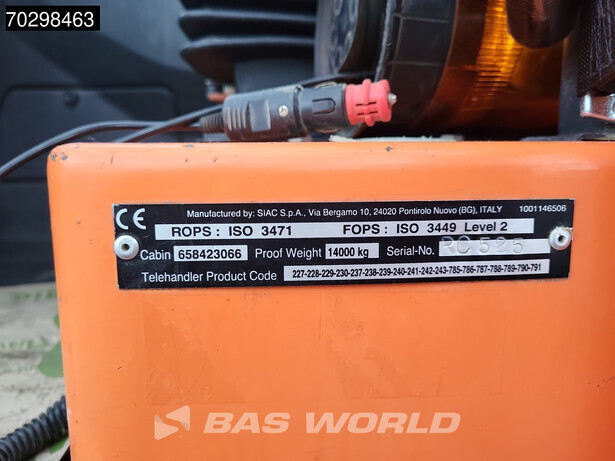 70298463
Manufactured by: SIAC S.p.A., Via Bergamo 10, 24020 Pontirolo Nuovo (BG), ITALY 1001146506
CE
ROPS : ISO 3471 FOPS : ISO 3449 Level 2
Cabin 658423066 Proof Weight 14000 kg Serial-No. RC525
Telehandler Product Code 227-228-229-230-237-238-239-240-241-242-243-785-786-787-788-789-790-791
BAS WORLD